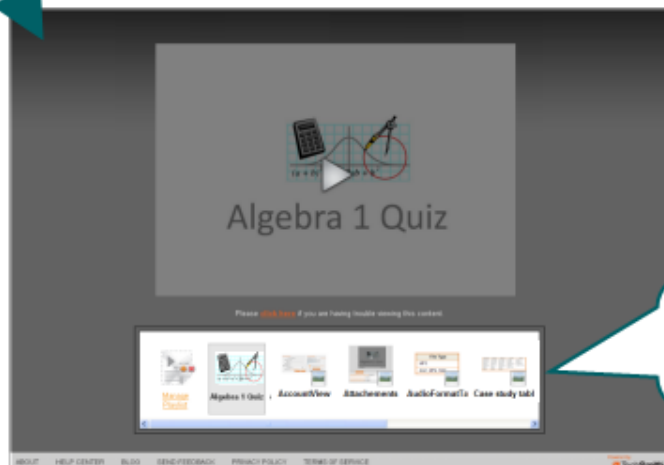 Algebra 1 Quiz
Please click here if you are having trouble viewing this content.
Manage Playlist
Algebra 1 Quiz
AccountView
Attachements
AudioFormatTa
Case study tabl
ABOUT HELP CENTER BLOG SEND FEEDBACK PRIVACY POLICY TERMS OF SERVICE